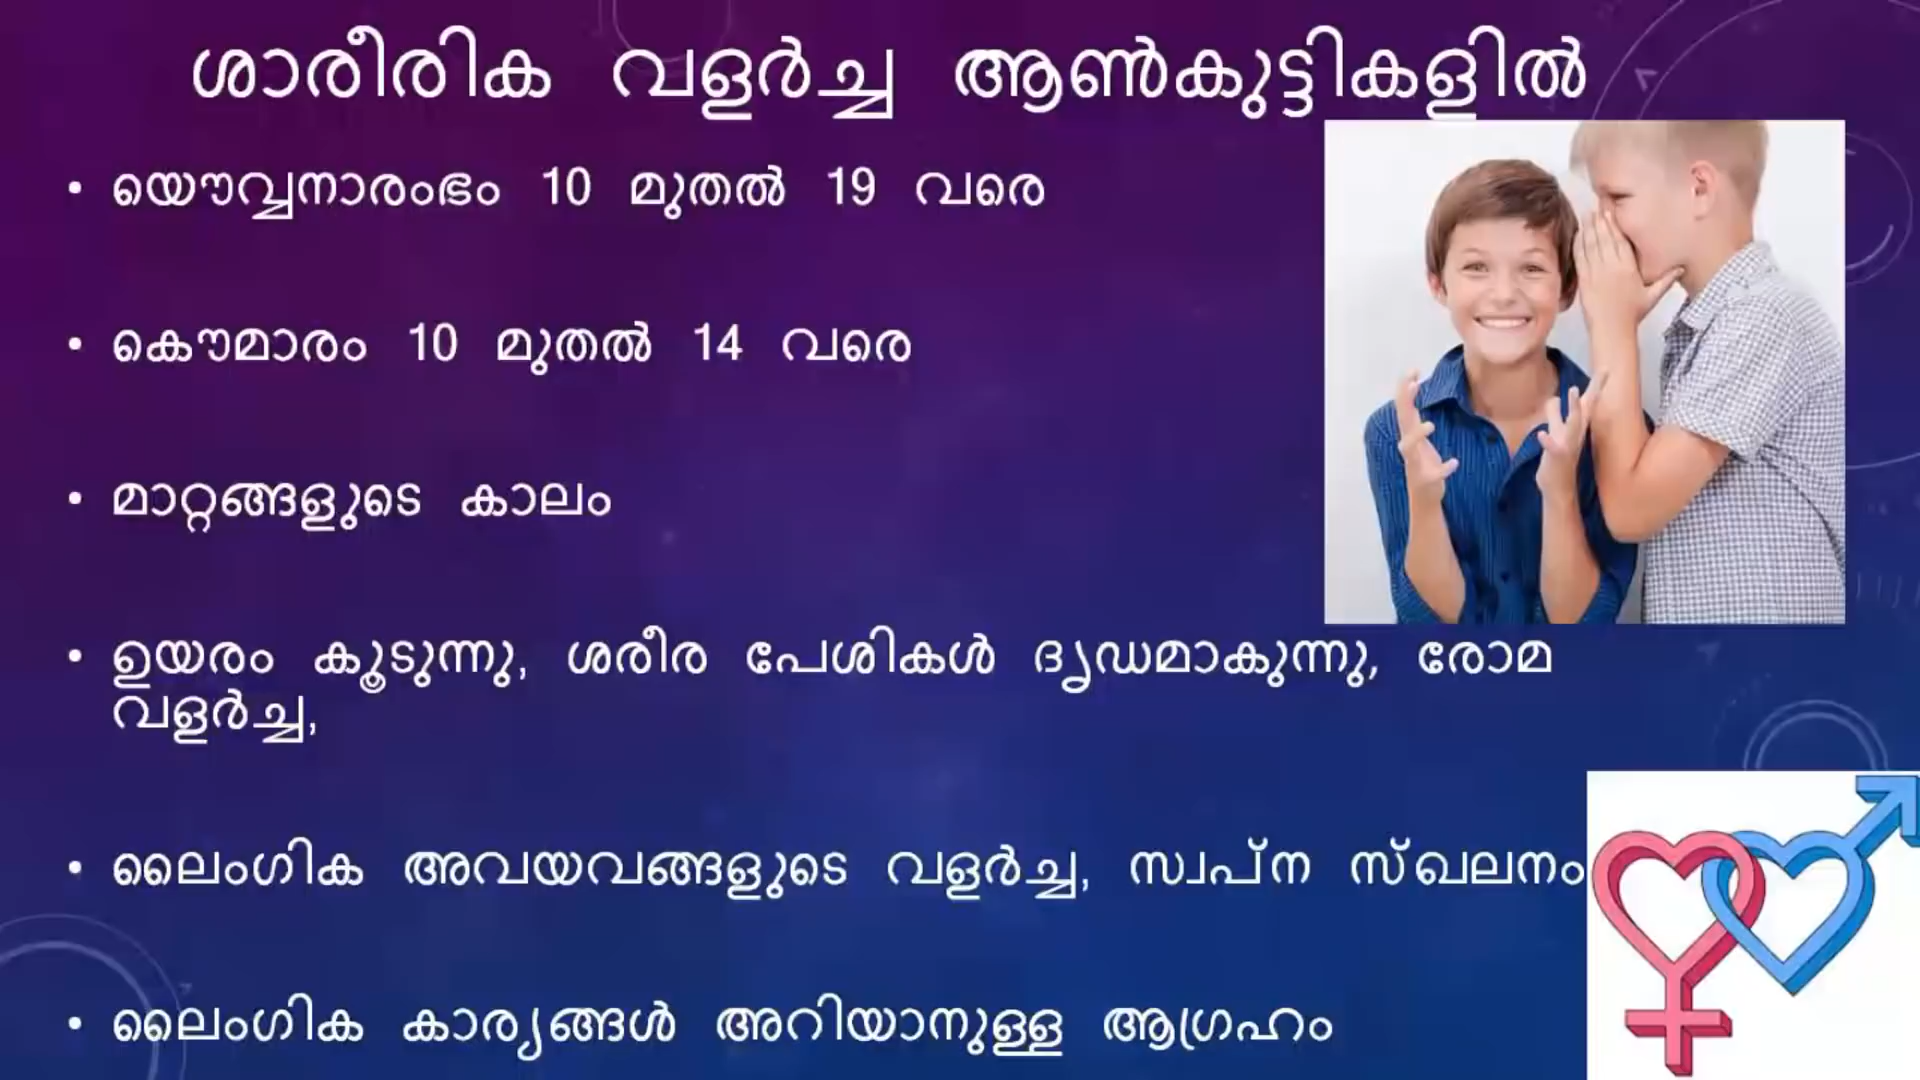 ശാരീരിക വളർച്ച ആൺകുട്ടികളിൽ
• യൌവ്വനാരംഭം 10 മുതൽ 19 വരെ
• കൌമാരം 10 മുതൽ 14 വരെ
• മാറ്റങ്ങളുടെ കാലം
• ഉയരം കൂടുന്നു, ശരീര പേശികൾ ദൃഡമാകുന്നു, രോമ
വളർച്ച,
• ലൈംഗിക അവയവങ്ങളുടെ വളർച്ച, സ്വപ്ന സ്ഖലനം
• ലൈംഗിക കാര്യങ്ങൾ അറിയാനുള്ള ആഗ്രഹം